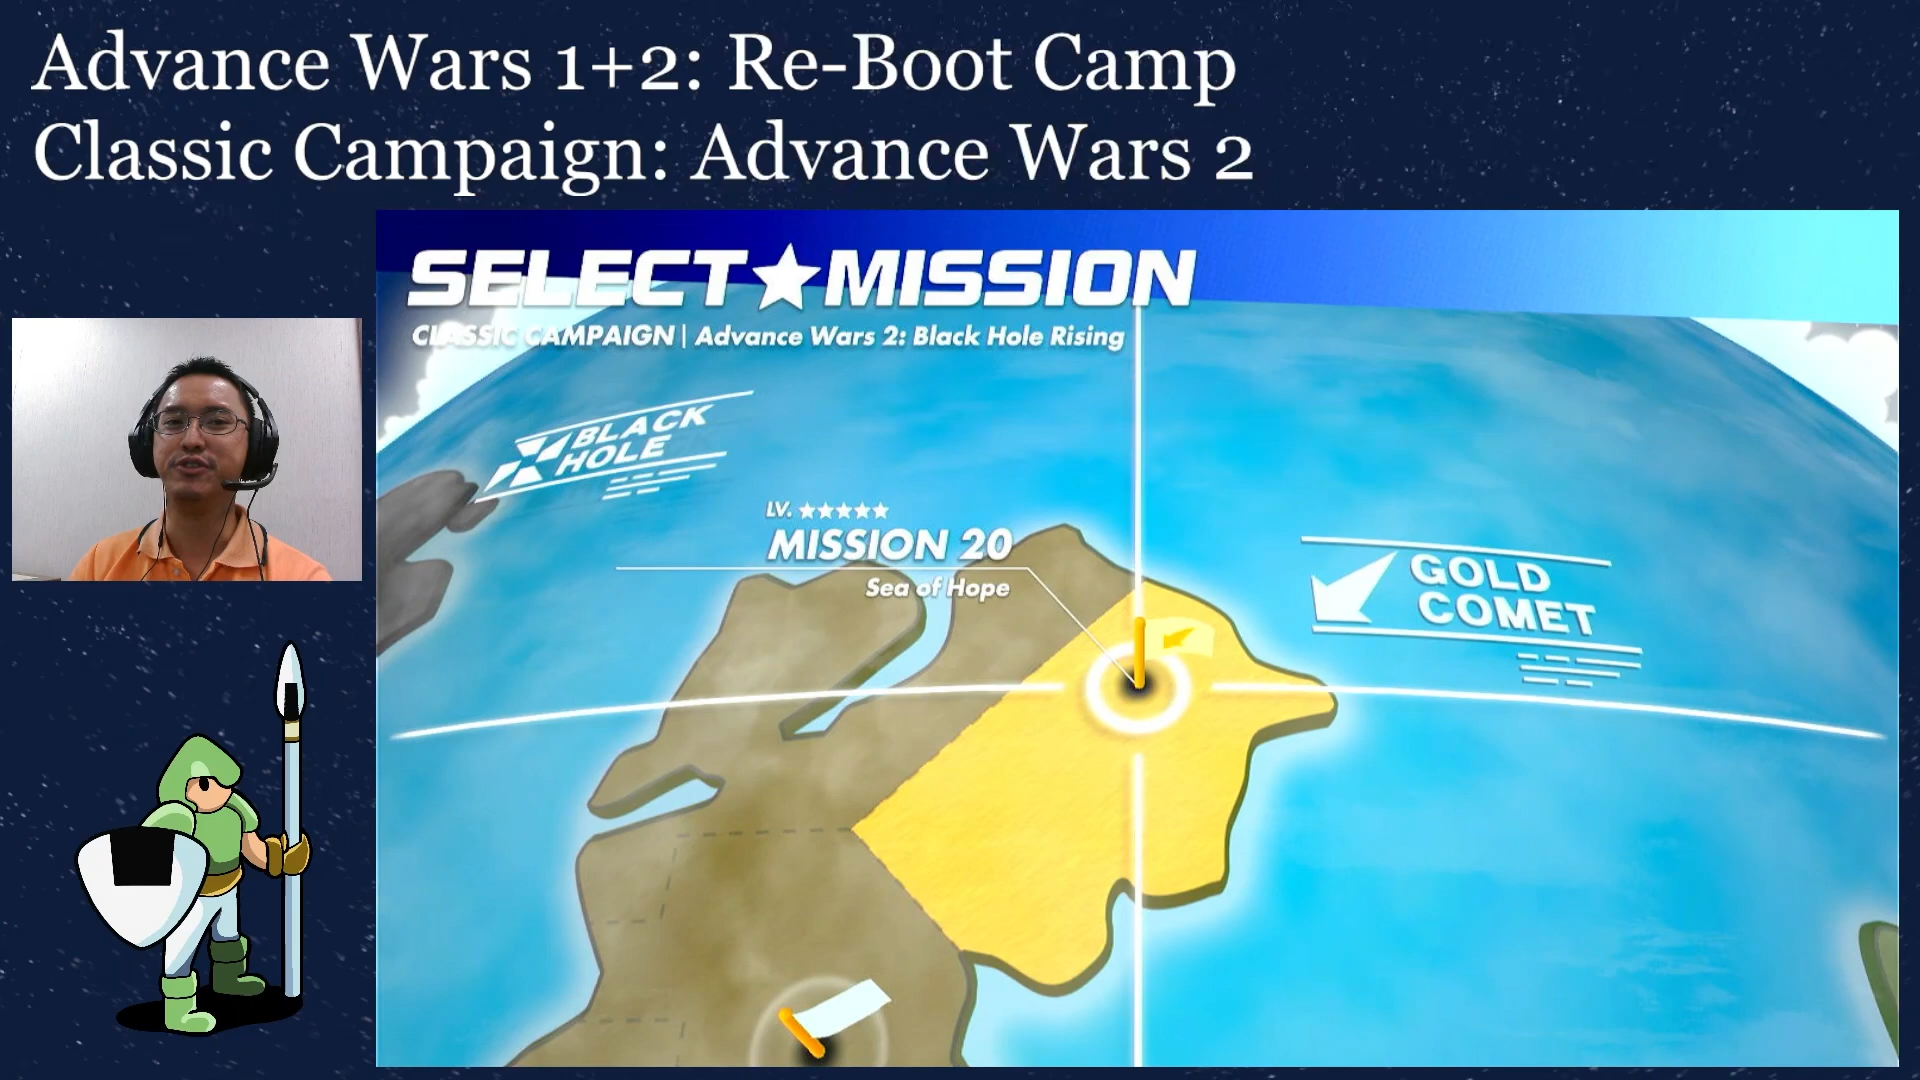 Advance Wars 1+2: Re-Boot Camp
Classic Campaign: Advance Wars 2
SELECT★MISSION
CLASSIC CAMPAIGN | Advance Wars 2: Black Hole Rising
BLACK
HOLE
LV. ★★★★★
MISSION 20
Sea of Hope
GOLD
COMET